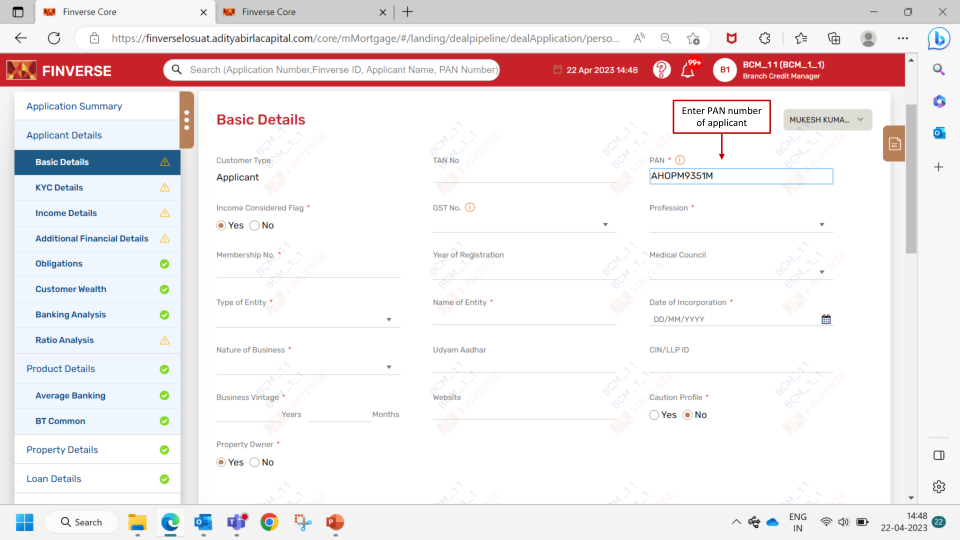 Finverse Core
Finverse Core
https://finverselosuat.adityabirlacapital.com/core/mMortgage/#/landing/dealpipeline/dealApplication/perso...
FINVERSE
Search (Application Number,Finverse ID, Applicant Name, PAN Number)
22 Apr 2023 14:48
99+
B1
BCM_1 1 (BCM_1_1)
Branch Credit Manager
Application Summary
Applicant Details
Basic Details
KYC Details
Income Details
Additional Financial Details
Obligations
Customer Wealth
Banking Analysis
Ratio Analysis
Product Details
Average Banking
BT Common
Property Details
Loan Details
Basic Details
Enter PAN number
of applicant
MUKESH KUMA...
Customer Type
Applicant
TAN No
PAN *
AHOPM9351M
Income Considered Flag *
Yes No
GST No.
Profession *
Membership No. *
Year of Registration
Medical Council
Type of Entity *
Name of Entity *
Date of Incorporation *
DD/MM/YYYY
Nature of Business *
Udyam Aadhar
CIN/LLP ID
Business Vintage *
Years Months
Website
Caution Profile *
Yes No
Property Owner *
Yes No
BCM_1_1
FINVERSE
Search
ENG
IN
14:48
22-04-2023
22